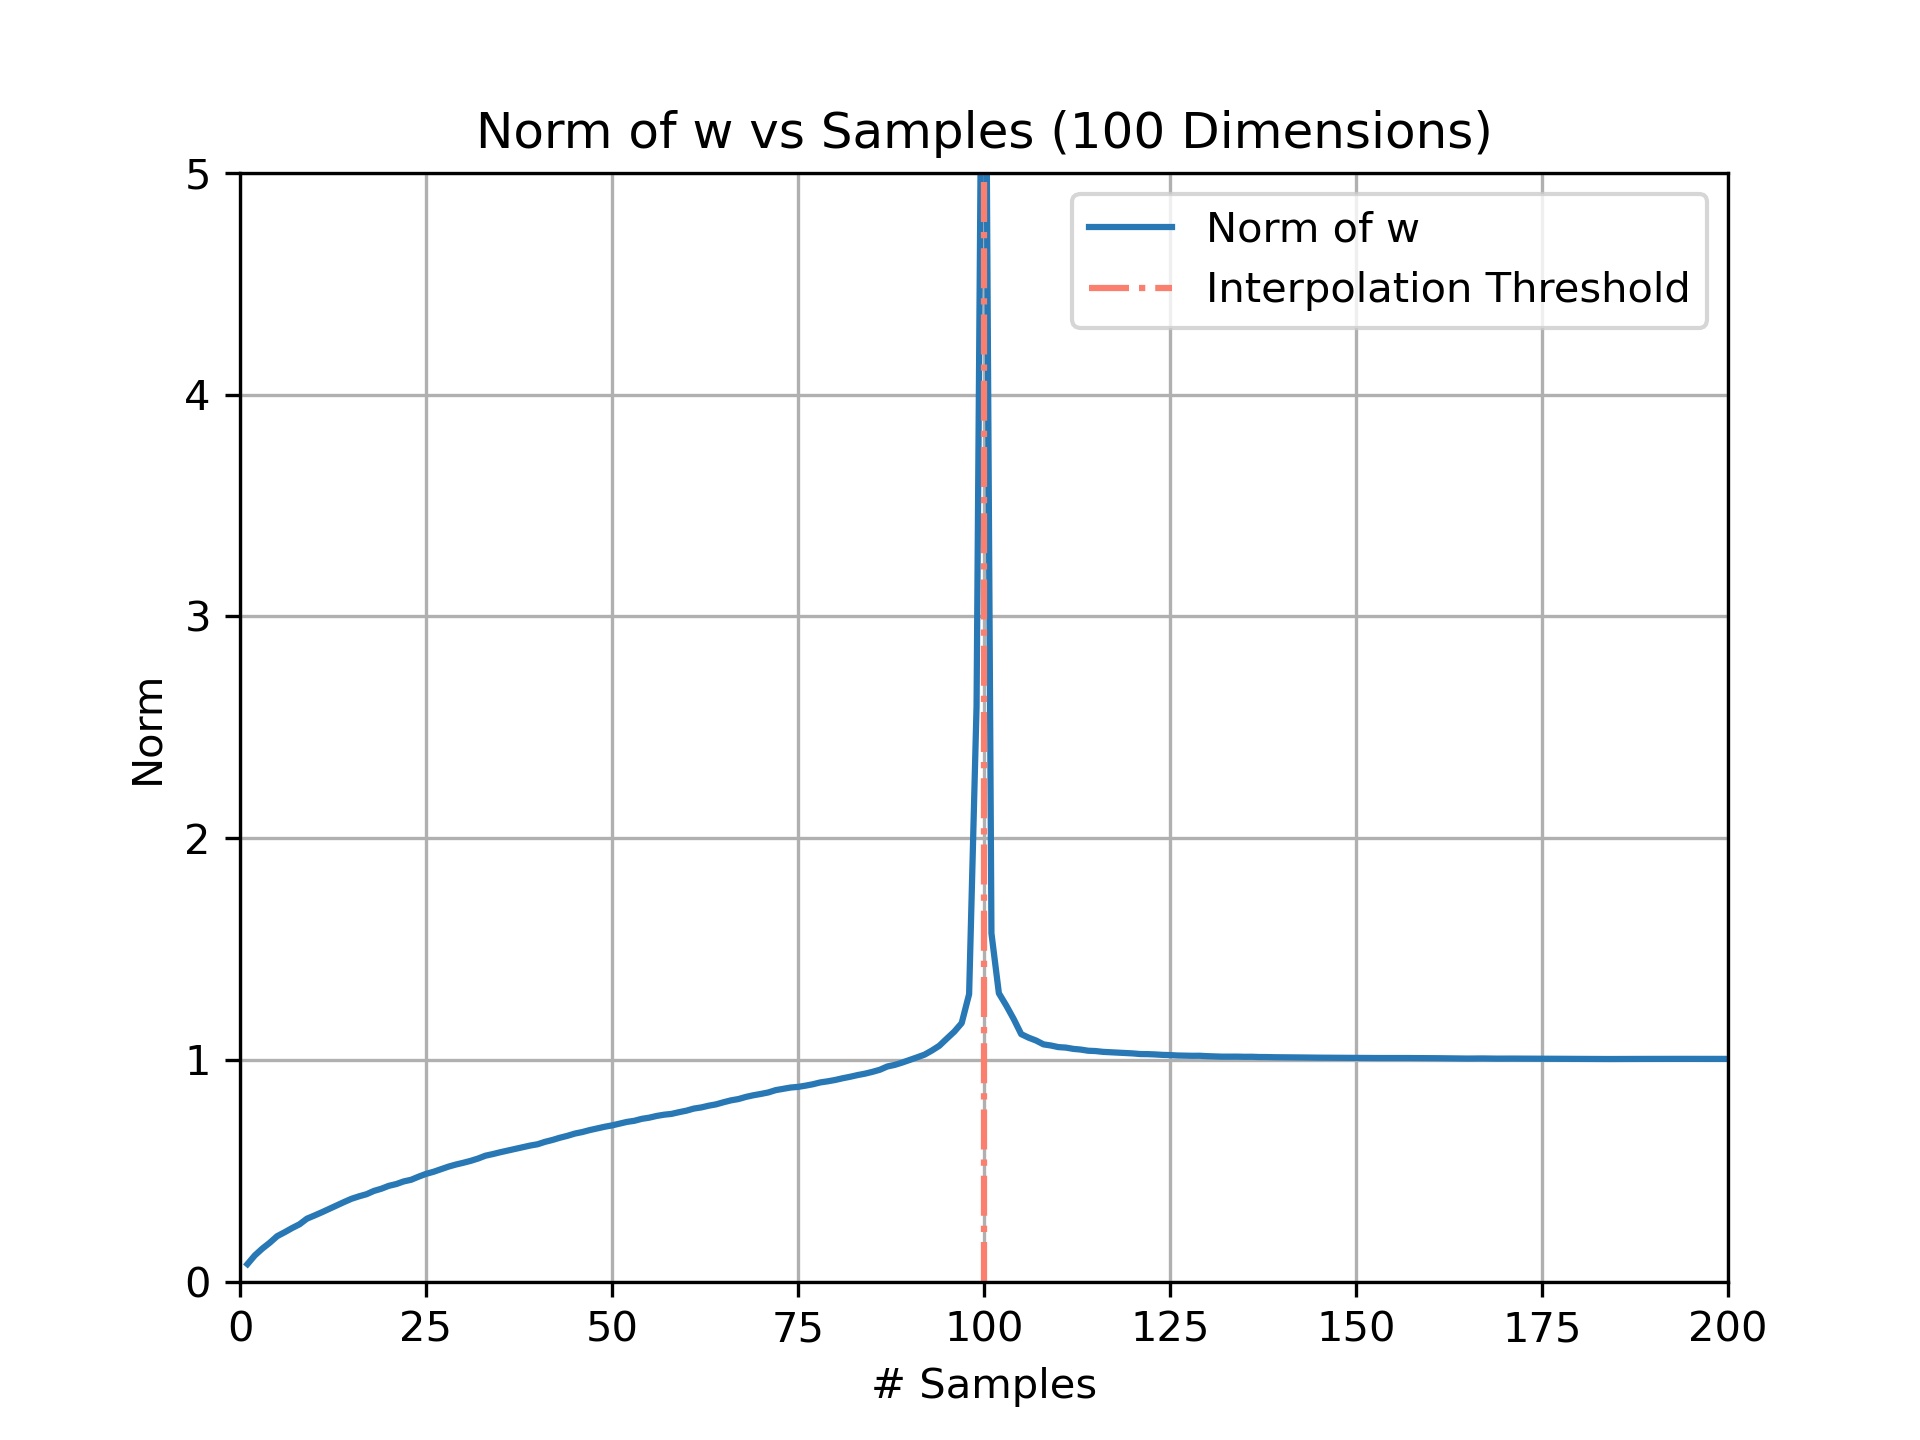 Norm of w vs Samples (100 Dimensions)
Norm of w
Interpolation Threshold
5
4
3
2
1
0
Norm
0 25 50 75 100 125 150 175 200
# Samples